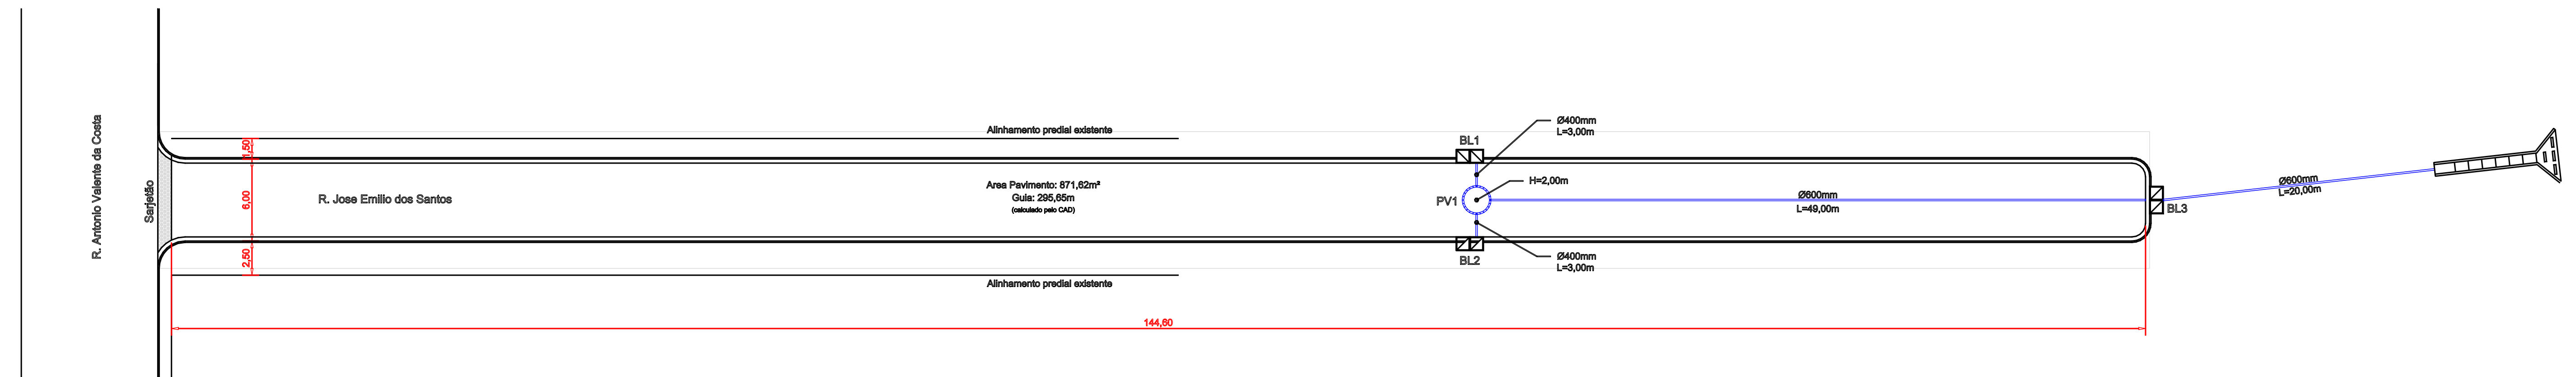 R. Antonio Valente da Costa
Sarjetão
1,50
6,00
2,50
R. Jose Emilio dos Santos
Alinhamento predial existente
Area Pavimento: 871,62m²
Guia: 295,65m
(calculado pelo CAD)
Alinhamento predial existente
144,60
BL1
Ø400mm
L=3,00m
H=2,00m
PV1
Ø600mm
L=49,00m
BL2
Ø400mm
L=3,00m
BL3
Ø600mm
L=20,00m